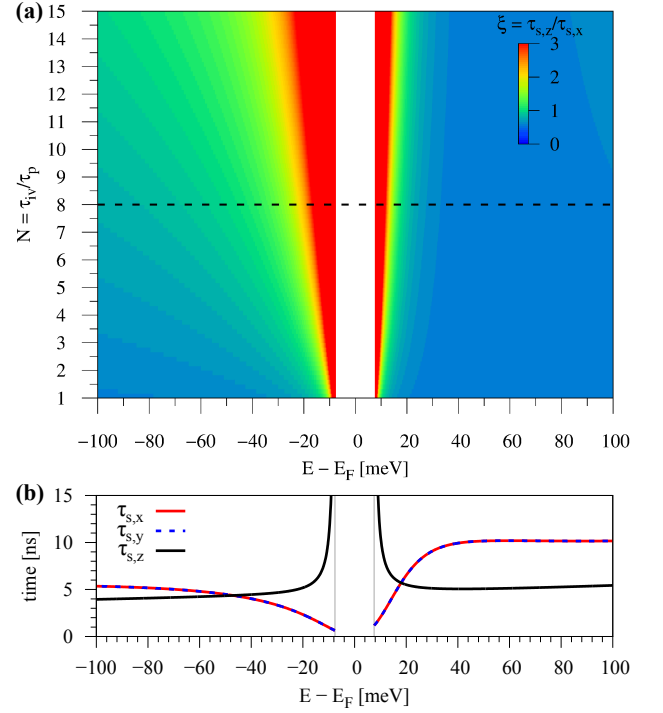 (a)
ξ = τs,z/τs,x
3
2
1
0
N = τiv/τp
15
14
13
12
11
10
9
8
7
6
5
4
3
2
1
−100 −80 −60 −40 −20 0 20 40 60 80 100
E − EF [meV]
(b)
τs,x
τs,y
τs,z
time [ns]
15
10
5
0
−100 −80 −60 −40 −20 0 20 40 60 80 100
E − EF [meV]